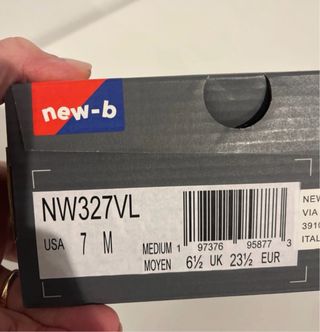 new-b
NW327VL
USA 7 M
MEDIUM
MOYEN
1 97376 95877 3
6½ UK 23½ EUR
NEW
VIA
3910
ITAL